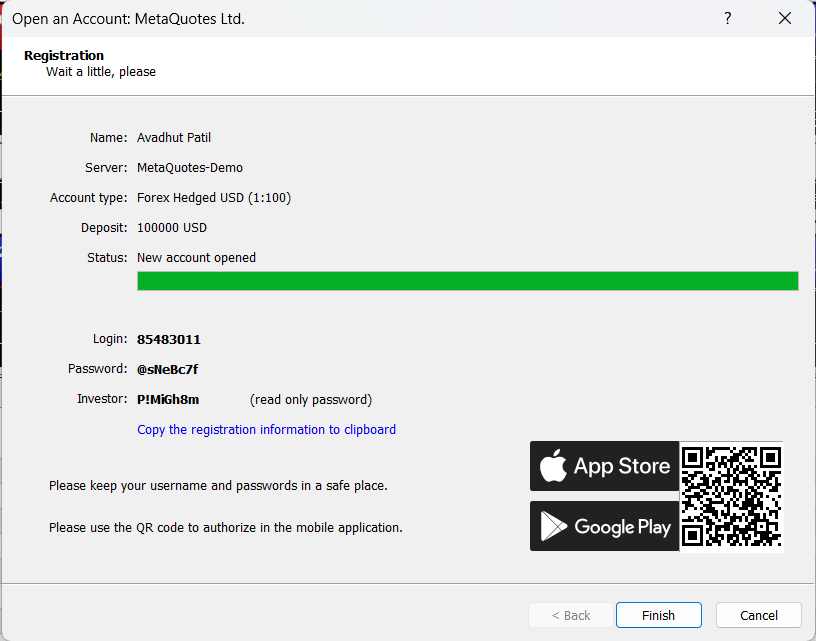 Open an Account: MetaQuotes Ltd.
?
Registration
Wait a little, please
Name: Avadhut Patil
Server: MetaQuotes-Demo
Account type: Forex Hedged USD (1:100)
Deposit: 100000 USD
Status: New account opened
Login: 85483011
Password: @sNeBc7f
Investor: P!MiGh8m (read only password)
Copy the registration information to clipboard
App Store
Please keep your username and passwords in a safe place.
Google Play
Please use the QR code to authorize in the mobile application.
< Back Finish Cancel